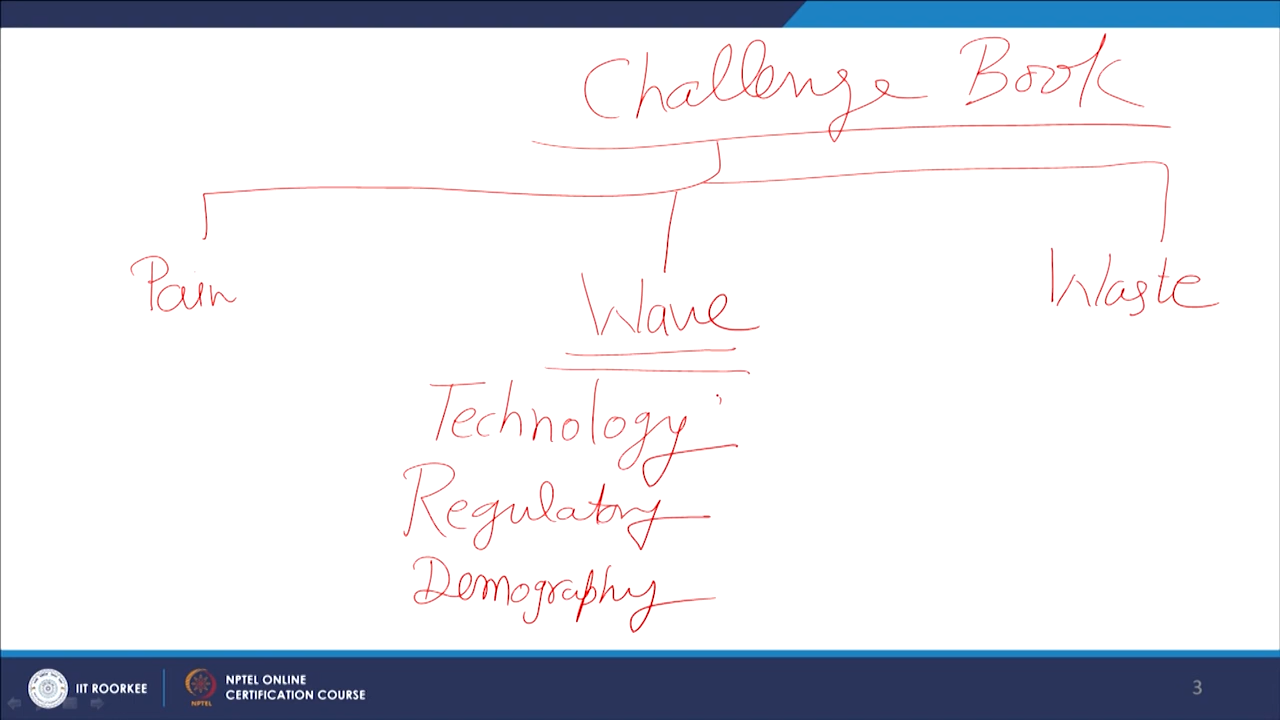 Challenge Book
Pain
Wave
Waste
Technology
Regulatory
Demography
IIT ROORKEE
NPTEL
NPTEL ONLINE
CERTIFICATION COURSE
3